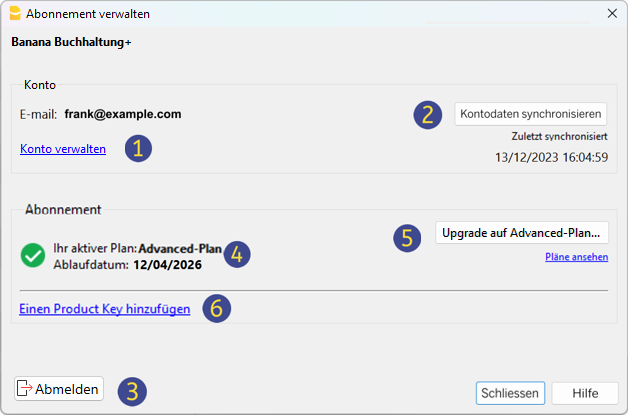 Abonnement verwalten
Banana Buchhaltung+
Konto
E-mail: frank@example.com
2 Kontodaten synchronisieren
Zuletzt synchronisiert
Konto verwalten 1
13/12/2023 16:04:59
Abonnement
5 Upgrade auf Advanced-Plan...
Ihr aktiver Plan: Advanced-Plan 4
Pläne ansehen
Ablaufdatum: 12/04/2026
Einen Product Key hinzufügen 6
Abmelden 3
Schliessen Hilfe